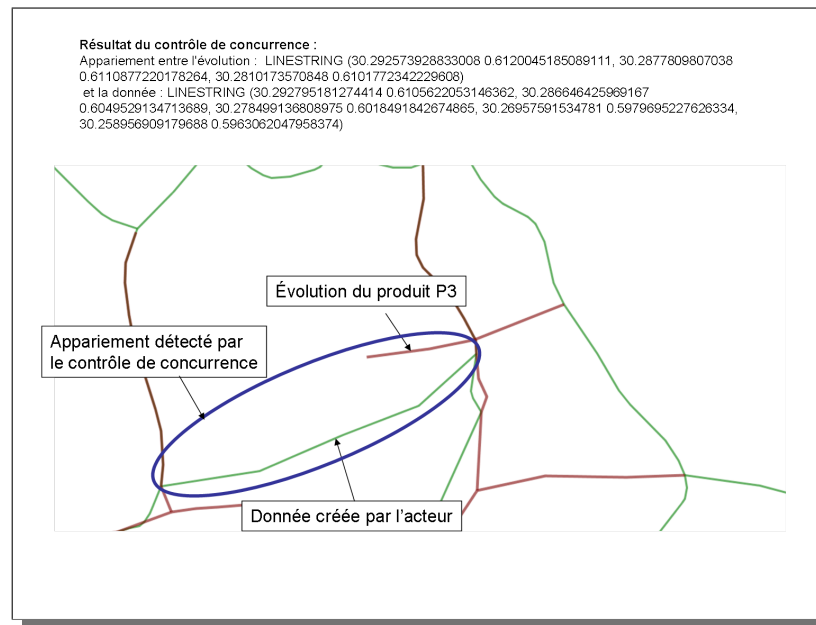 Résultat du contrôle de concurrence :
Appariement entre l'évolution :  LINESTRING (30.292573928833008 0.6120045185089111, 30.2877809807038
0.6110877220178264, 30.2810173570848 0.6101772342229608)
et la donnée : LINESTRING (30.292795181274414 0.6105622053146362, 30.286646425969167
0.6049529134713689, 30.278499136808975 0.6018491842674865, 30.26957591534781 0.5979695227626334,
30.258956909179688 0.5963062047958374)
Évolution du produit P3
Appariement détecté par
le contrôle de concurrence
Donnée créée par l'acteur